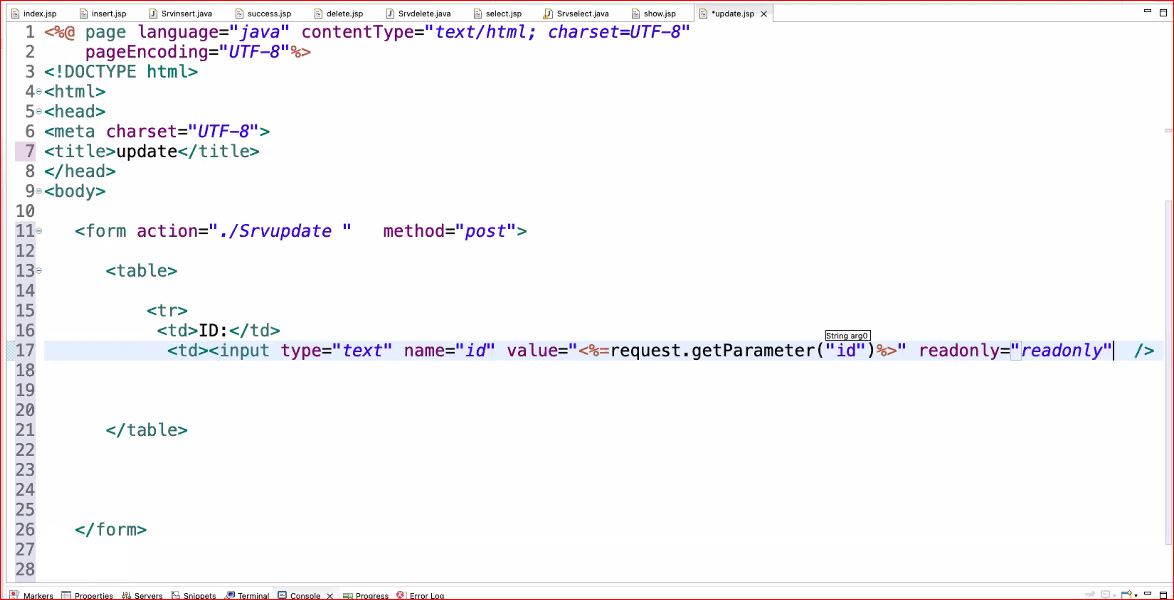 index.jsp insert.jsp Srvinsert.java success.jsp delete.jsp Srvdelete.java select.jsp Srvselect.java show.jsp *update.jsp
1 <%@ page language="java" contentType="text/html; charset=UTF-8"
2     pageEncoding="UTF-8"%>
3 <!DOCTYPE html>
4 <html>
5 <head>
6 <meta charset="UTF-8">
7 <title>update</title>
8 </head>
9 <body>
10
11    <form action="./Srvupdate "   method="post">
12
13       <table>
14
15           <tr>
16            <td>ID:</td>
String arg0
17             <td><input type="text" name="id" value="<%=request.getParameter("id")%>" readonly="readonly"  />
18
19
20
21       </table>
22
23
24
25
26    </form>
27
28
Markers Properties Servers Snippets Terminal Console Progress Error Log